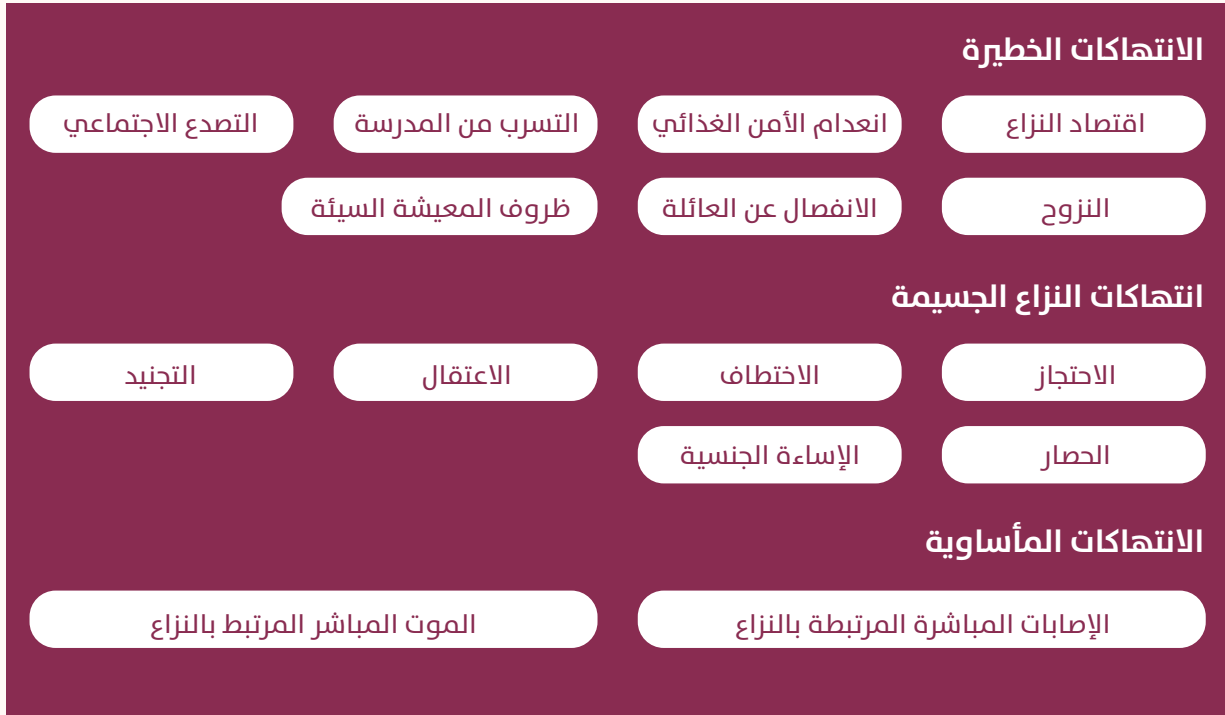 الانتهاكات الخطيرة
اقتصاد النزاع انعدام الأمن الغذائي التسرب من المدرسة التصدع الاجتماعي
النزوح الانفصال عن العائلة ظروف المعيشة السيئة
انتهاكات النزاع الجسيمة
الاحتجاز الاختطاف الاعتقال التجنيد
الحصار الإساءة الجنسية
الانتهاكات المأساوية
الإصابات المباشرة المرتبطة بالنزاع الموت المباشر المرتبط بالنزاع